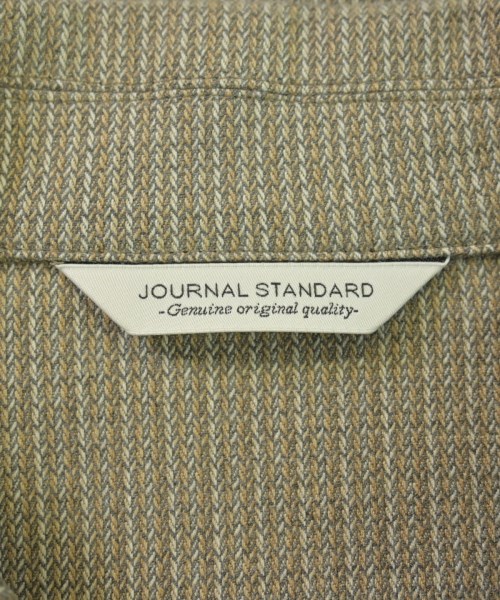 JOURNAL STANDARD
-Genuine original quality-